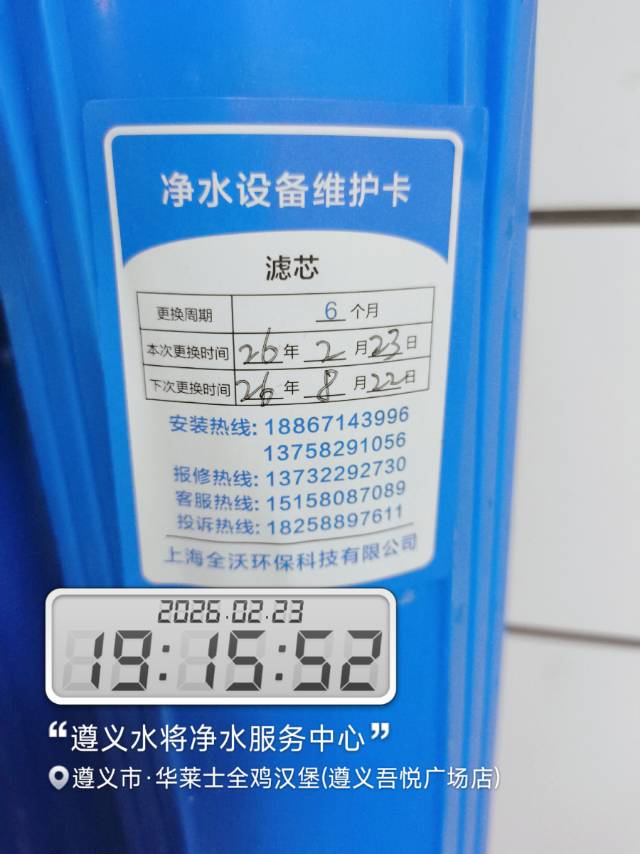 净水设备维护卡
滤芯
更换周期 6 个月
本次更换时间 26 年 2 月 23 日
下次更换时间 26 年 8 月 22 日
安装热线: 18867143996
13758291056
报修热线: 13732292730
客服热线: 15158087089
投诉热线: 18258897611
上海全沃环保科技有限公司
2026.02.23
19:15:52
“遵义水将净水服务中心”
遵义市·华莱士全鸡汉堡(遵义吾悦广场店)